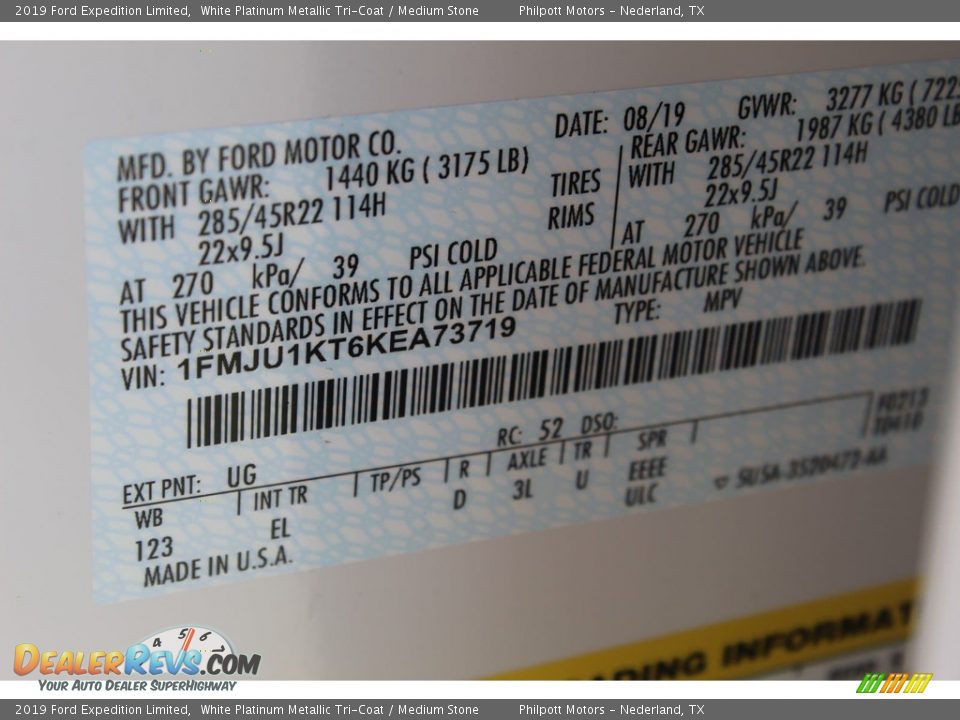 2019 Ford Expedition Limited, White Platinum Metallic Tri-Coat / Medium Stone Philpott Motors - Nederland, TX
MFD. BY FORD MOTOR CO.
DATE: 08/19 GVWR: 3277 KG ( 722
FRONT GAWR: 1440 KG ( 3175 LB)
REAR GAWR: 1987 KG ( 4380 LB
WITH 285/45R22 114H TIRES WITH 285/45R22 114H
22x9.5J RIMS 22x9.5J
AT 270 kPa/ 39 PSI COLD AT 270 kPa/ 39 PSI COLD
THIS VEHICLE CONFORMS TO ALL APPLICABLE FEDERAL MOTOR VEHICLE
SAFETY STANDARDS IN EFFECT ON THE DATE OF MANUFACTURE SHOWN ABOVE.
VIN: 1FMJU1KT6KEA73719 TYPE: MPV
EXT PNT: UG RC: 52 DSO:
WB INT TR TP/PS R AXLE TR SPR
123 EL D 3L U EEEE
ULC
MADE IN U.S.A.
ADING INFORMAT
4 5 6
DealerRevs.com
Your Auto Dealer SuperHighway
2019 Ford Expedition Limited, White Platinum Metallic Tri-Coat / Medium Stone Philpott Motors - Nederland, TX